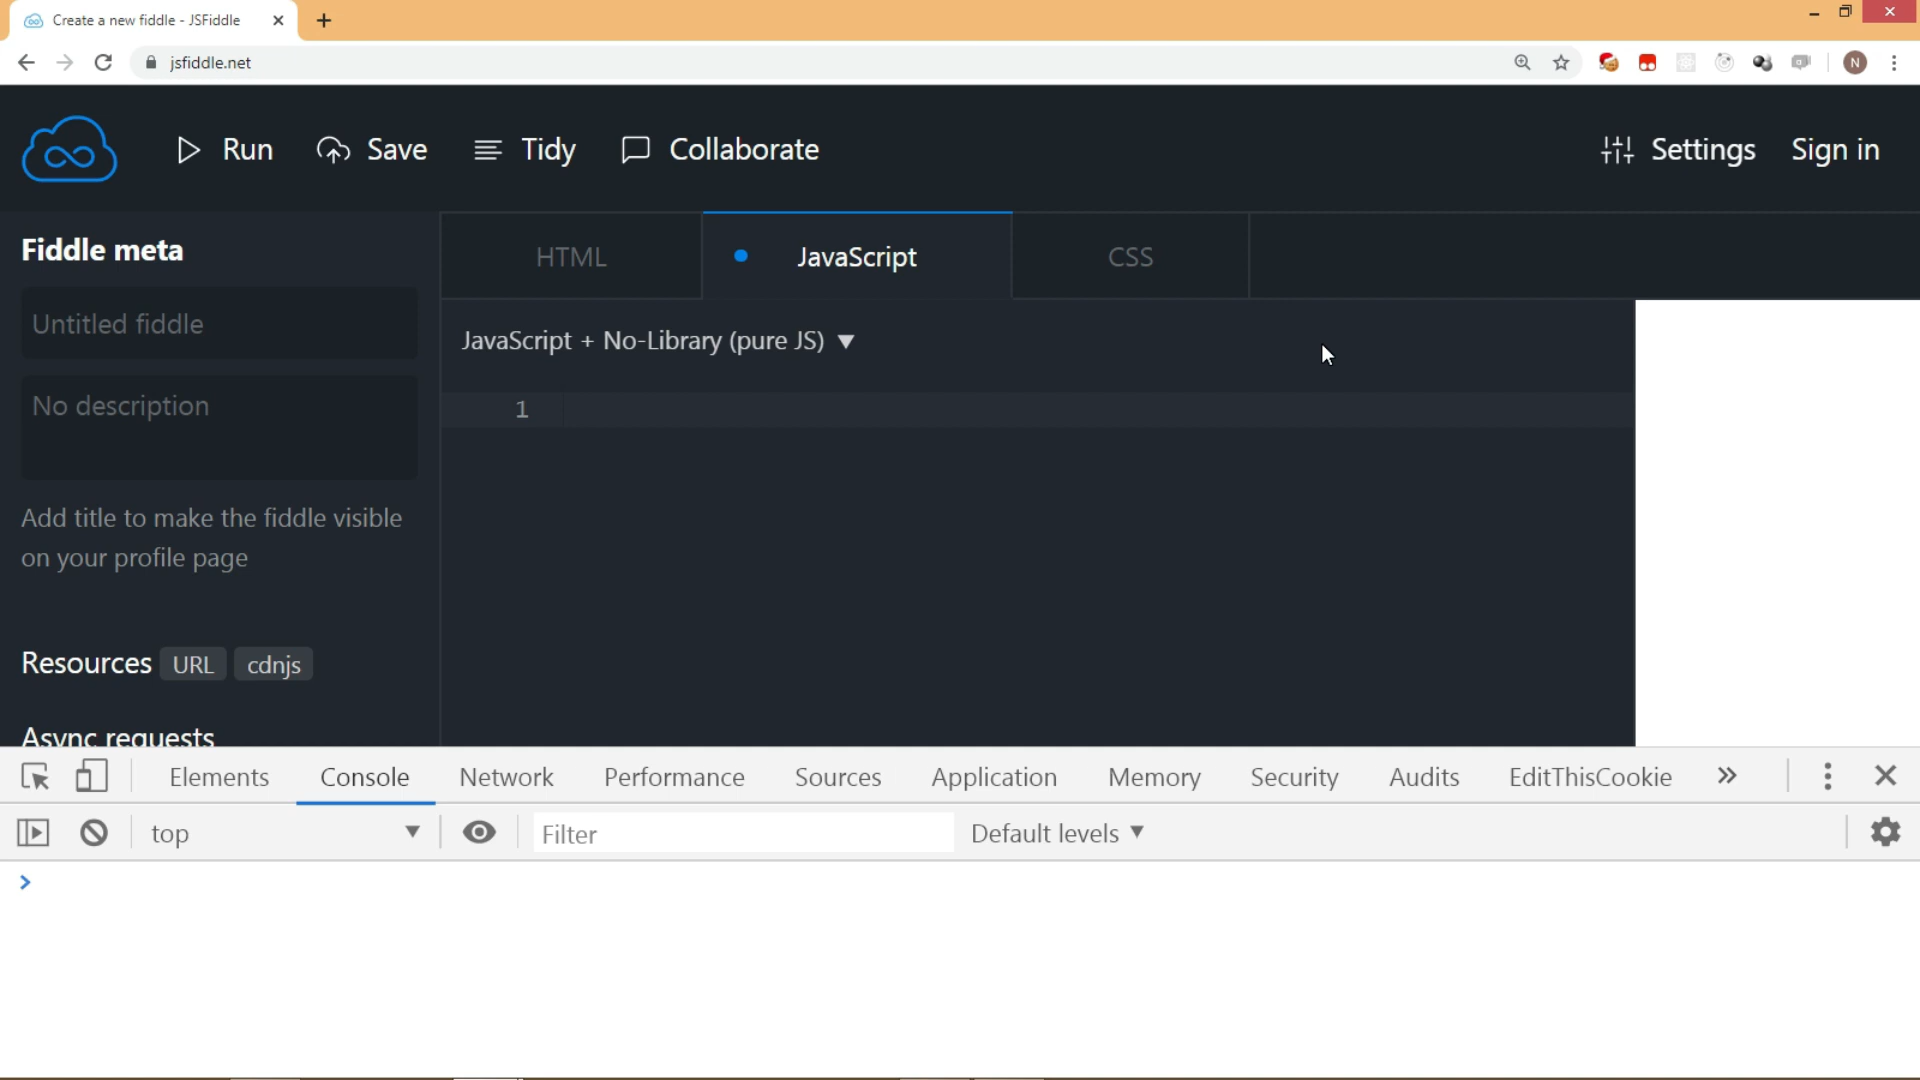 Create a new fiddle - JSFiddle
jsfiddle.net
N
Run
Save
Tidy
Collaborate
Settings
Sign in
Fiddle meta
Untitled fiddle
No description
Add title to make the fiddle visible
on your profile page
Resources URL cdnjs
Async requests
HTML
JavaScript
CSS
JavaScript + No-Library (pure JS)
1
Elements
Console
Network
Performance
Sources
Application
Memory
Security
Audits
EditThisCookie
top
Filter
Default levels